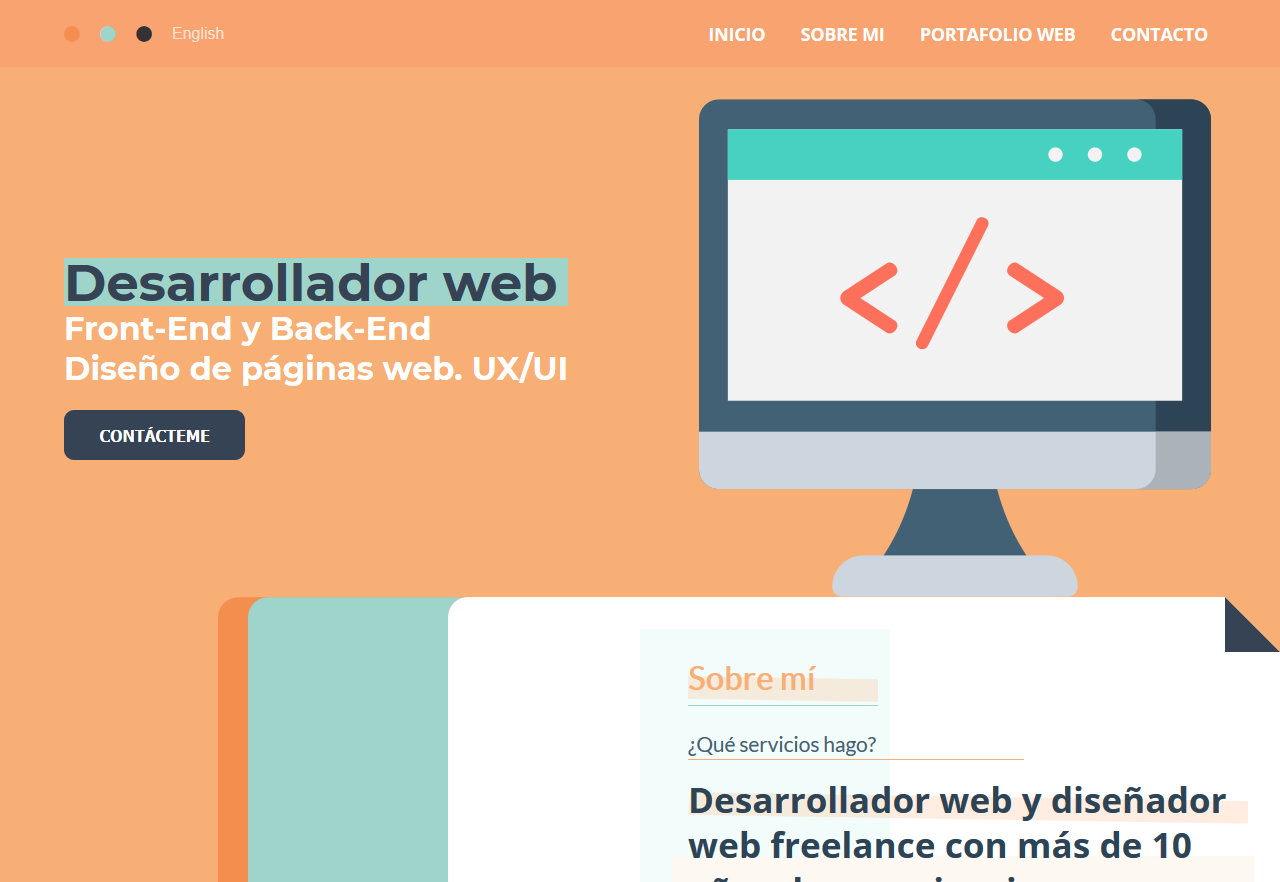 English
INICIO SOBRE MI PORTAFOLIO WEB CONTACTO
</>
Desarrollador web
Front-End y Back-End
Diseño de páginas web. UX/UI
CONTÁCTEME
Sobre mí
¿Qué servicios hago?
Desarrollador web y diseñador
web freelance con más de 10